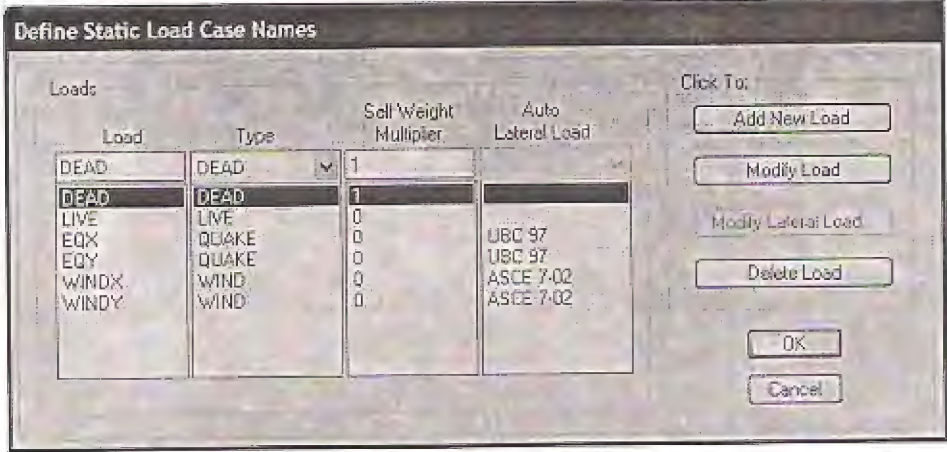 Define Static Load Case Names
Loads
Load Type Self Weight Multiplier Auto Lateral Load
DEAD DEAD 1
DEAD DEAD 1
LIVE LIVE 0
EQX QUAKE 0 UBC 97
EQY QUAKE 0 UBC 97
WINDX WIND 0 ASCE 7-02
WINDY WIND 0 ASCE 7-02
Click To:
Add New Load
Modify Load
Modify Lateral Load
Delete Load
OK
Cancel